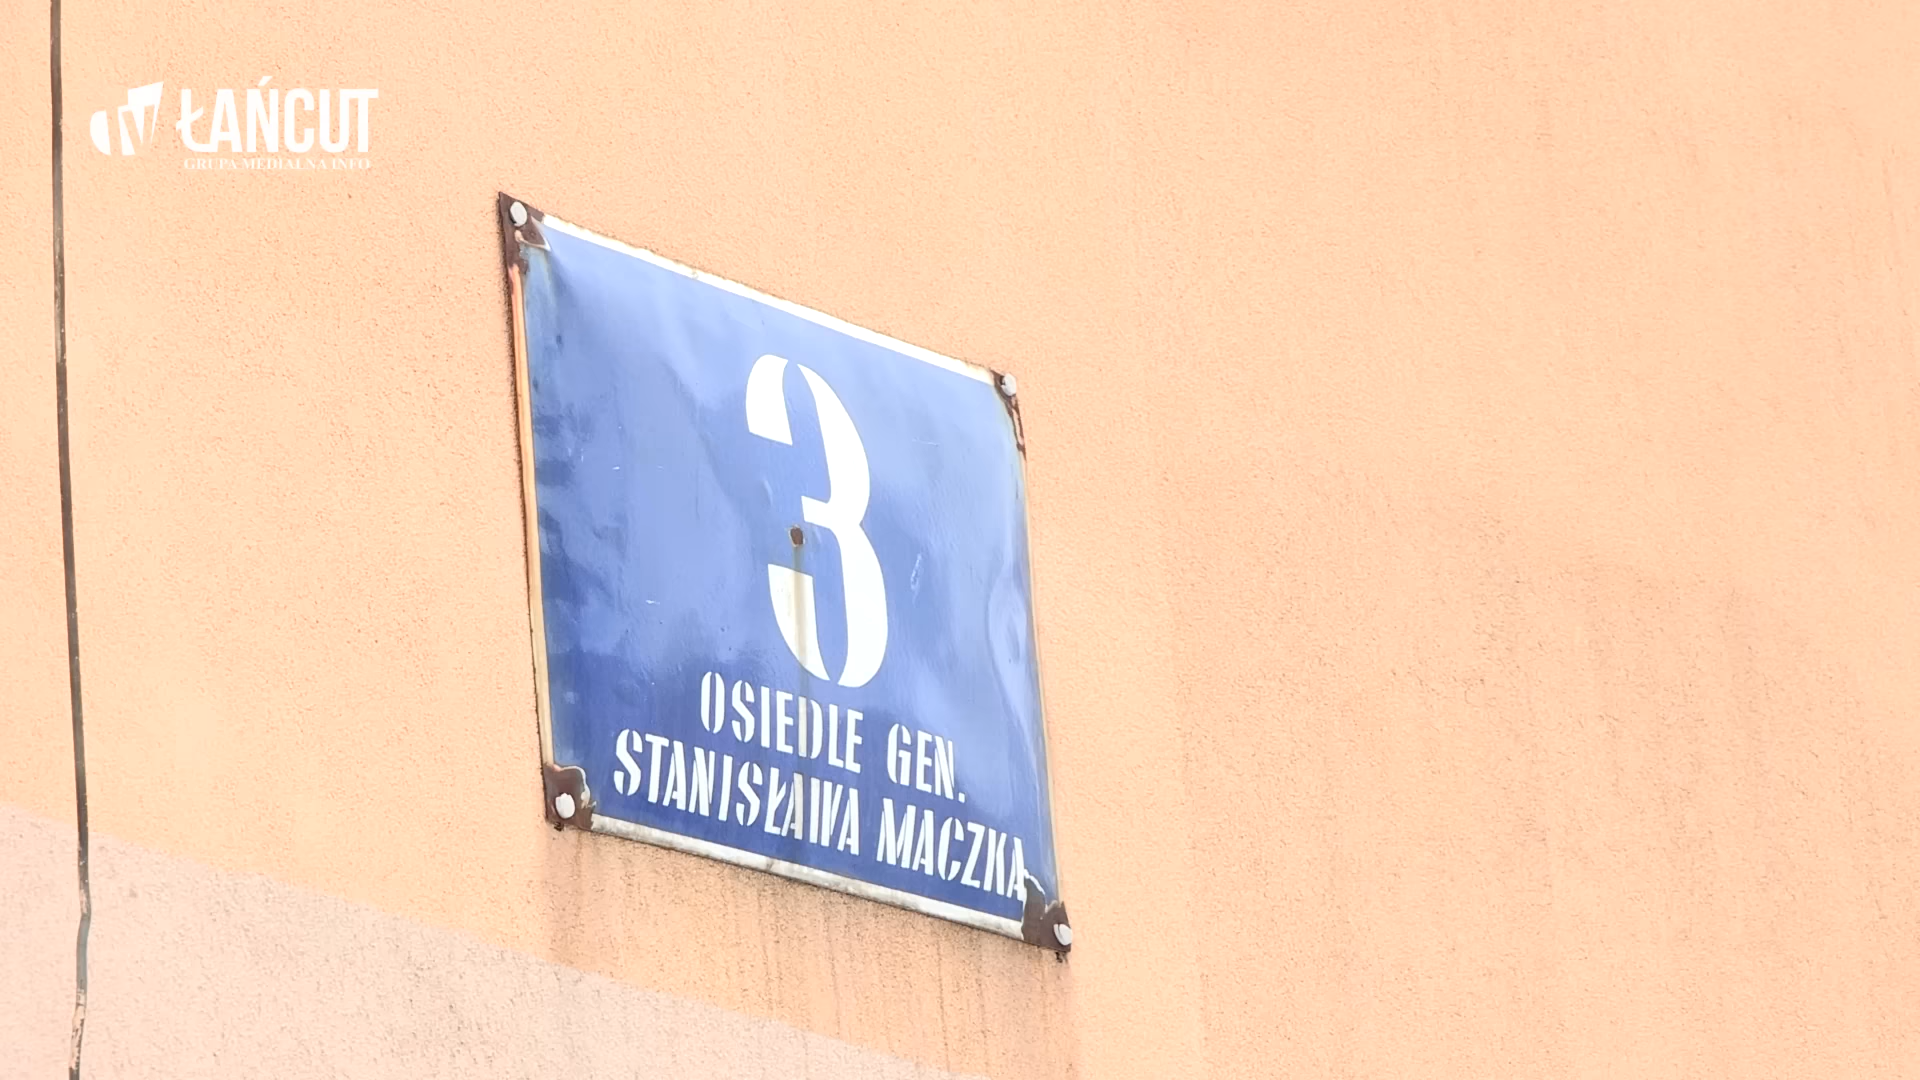 ŁAŃCUT
GRUPA MEDIALNA INFO
3
OSIEDLE GEN.
STANISŁAWA MACZKA